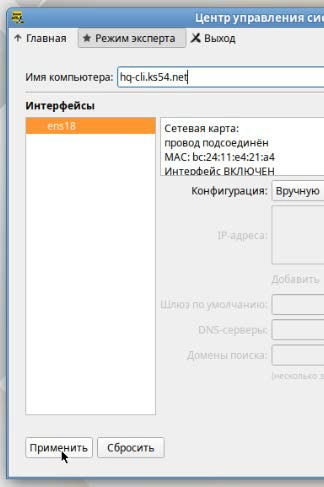 Центр управления си
Главная Режим эксперта Выход
Имя компьютера: hq-cli.ks54.net
Интерфейсы
ens18
Сетевая карта:
провод подсоединён
MAC: bc:24:11:e4:21:a4
Интерфейс ВКЛЮЧЕН
Конфигурация: Вручную
IP-адреса:
Добавить
Шлюз по умолчанию:
DNS-серверы:
Домены поиска:
(несколько з
Применить Сбросить